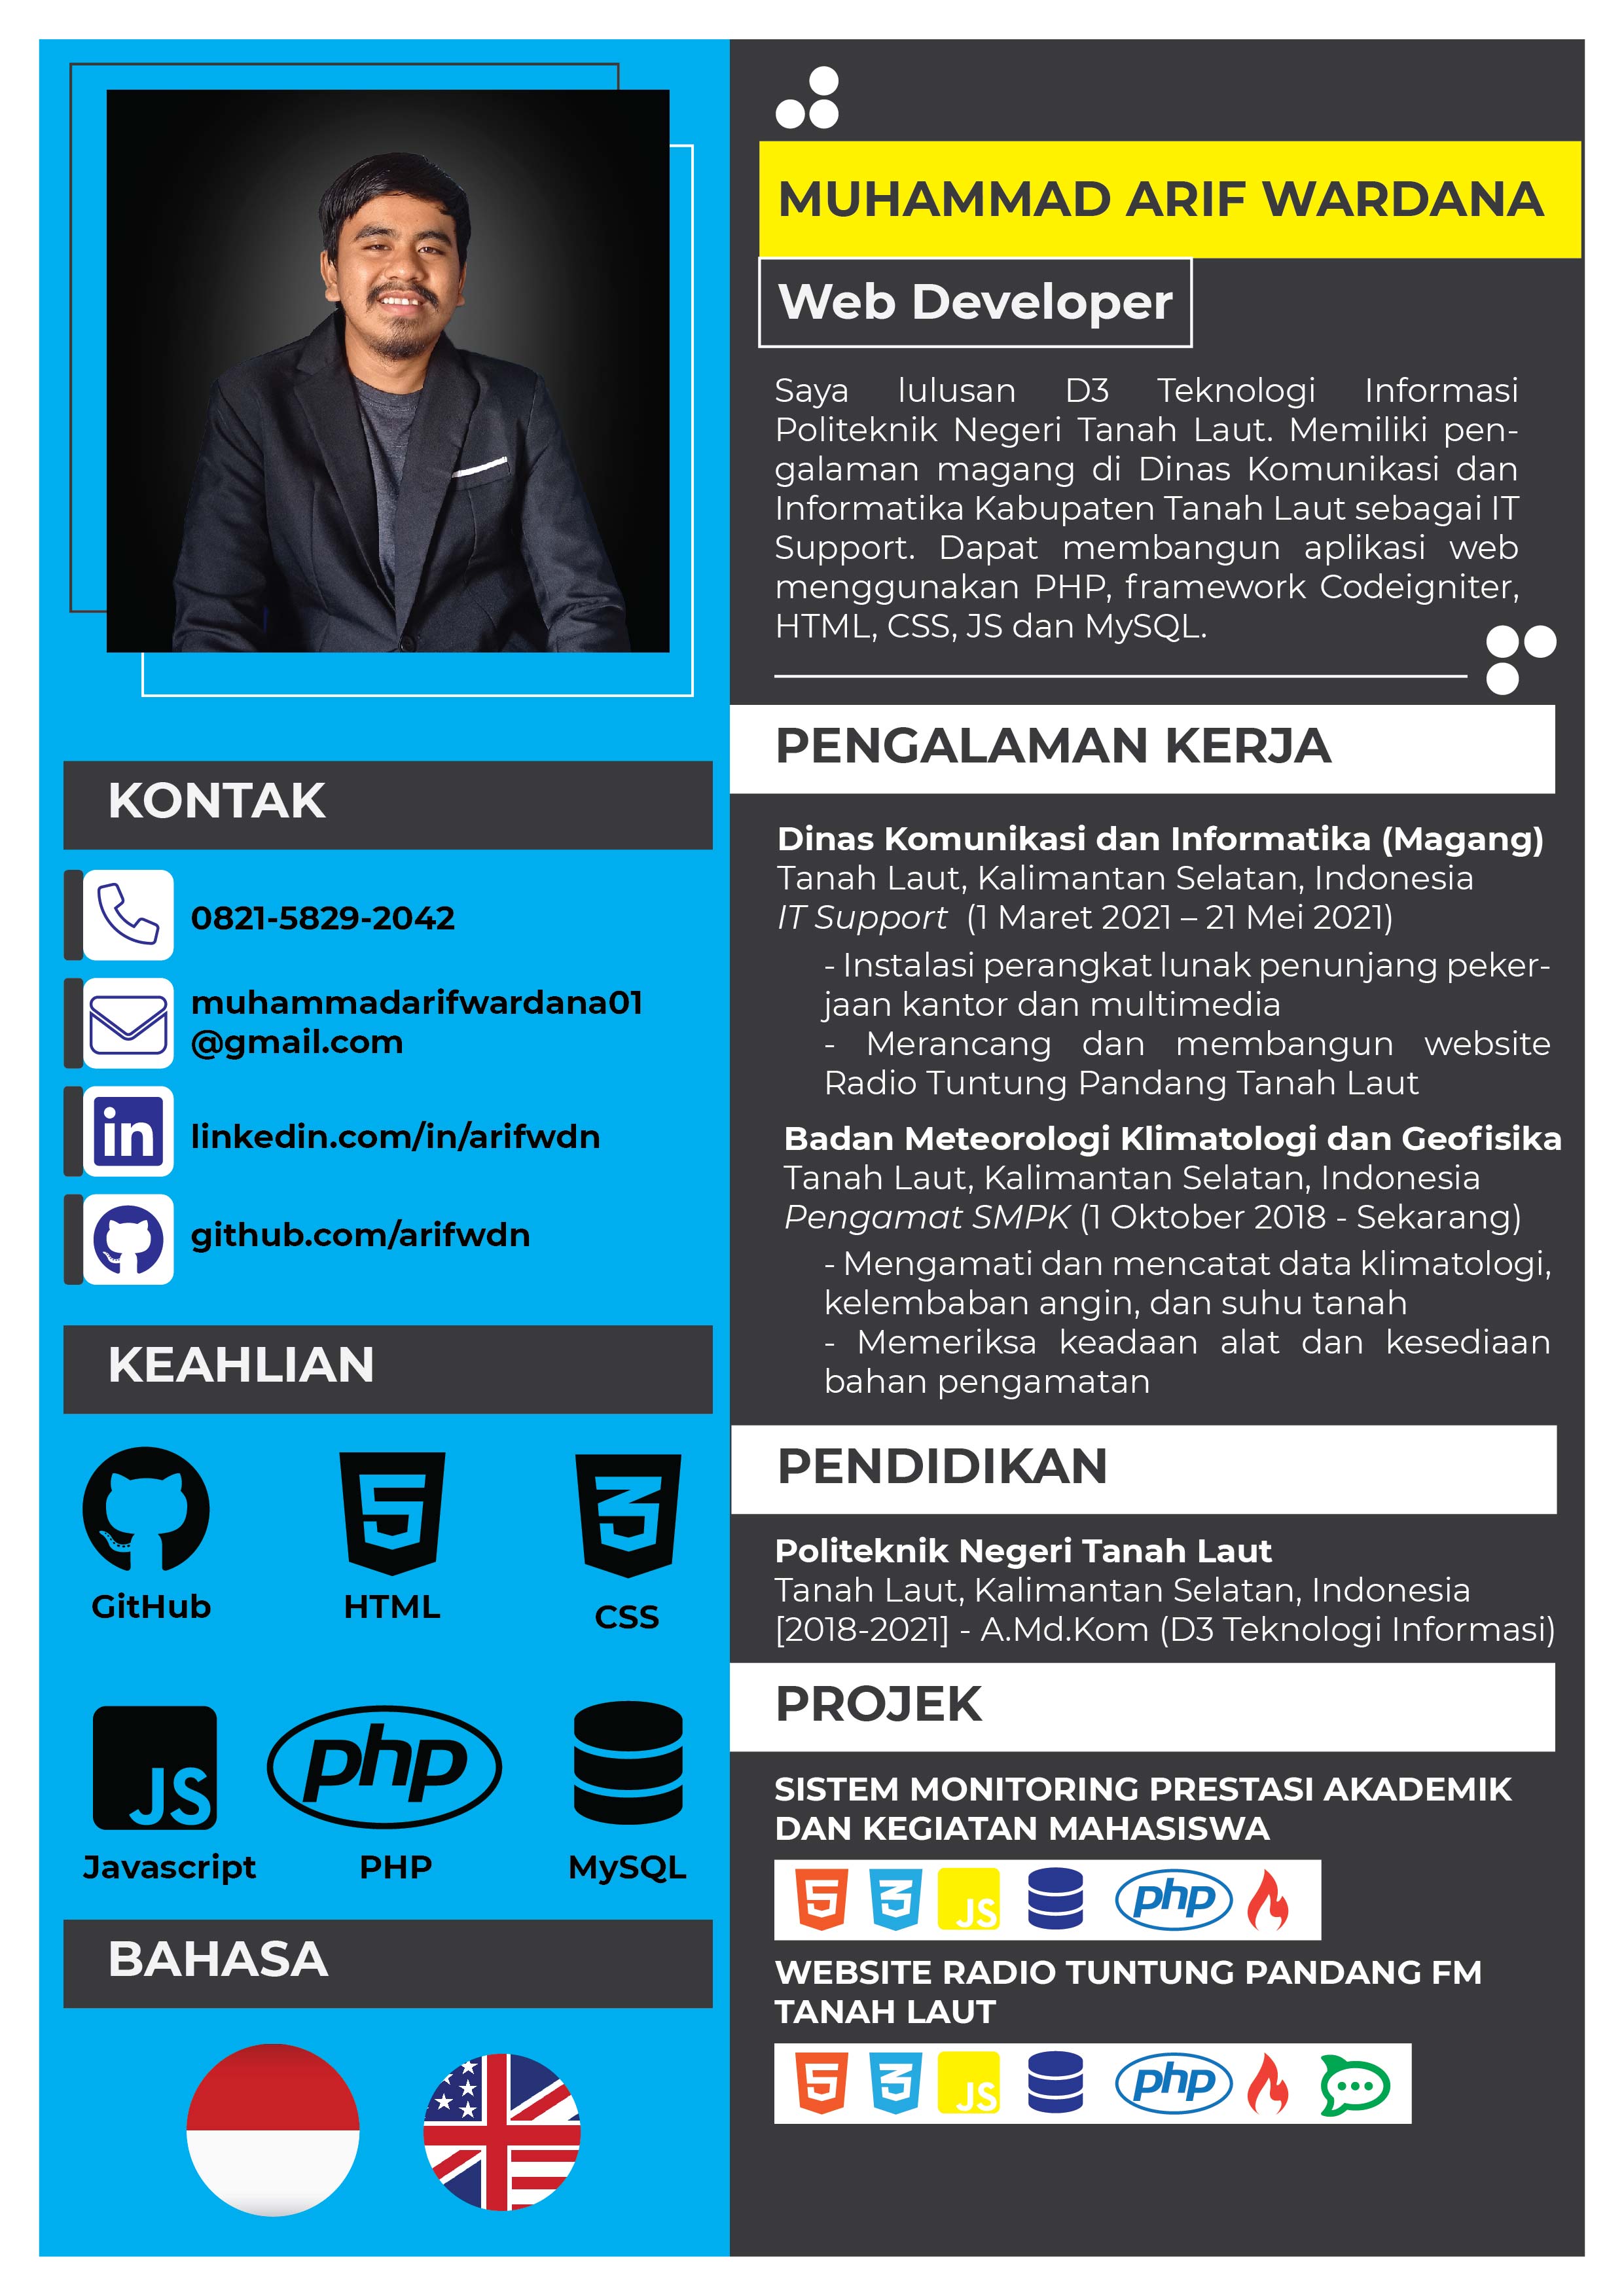 MUHAMMAD ARIF WARDANA
Web Developer
Saya lulusan D3 Teknologi Informasi
Politeknik Negeri Tanah Laut. Memiliki pen-
galaman magang di Dinas Komunikasi dan
Informatika Kabupaten Tanah Laut sebagai IT
Support. Dapat membangun aplikasi web
menggunakan PHP, framework Codeigniter,
HTML, CSS, JS dan MySQL.
KONTAK
0821-5829-2042
muhammadarifwardana01
@gmail.com
in
linkedin.com/in/arifwdn
github.com/arifwdn
KEAHLIAN
GitHub
5
HTML
3
CSS
JS
Javascript
php
PHP
MySQL
BAHASA
PENGALAMAN KERJA
Dinas Komunikasi dan Informatika (Magang)
Tanah Laut, Kalimantan Selatan, Indonesia
IT Support (1 Maret 2021 – 21 Mei 2021)
- Instalasi perangkat lunak penunjang peker-
jaan kantor dan multimedia
- Merancang dan membangun website
Radio Tuntung Pandang Tanah Laut
Badan Meteorologi Klimatologi dan Geofisika
Tanah Laut, Kalimantan Selatan, Indonesia
Pengamat SMPK (1 Oktober 2018 - Sekarang)
- Mengamati dan mencatat data klimatologi,
kelembaban angin, dan suhu tanah
- Memeriksa keadaan alat dan kesediaan
bahan pengamatan
PENDIDIKAN
Politeknik Negeri Tanah Laut
Tanah Laut, Kalimantan Selatan, Indonesia
[2018-2021] - A.Md.Kom (D3 Teknologi Informasi)
PROJEK
SISTEM MONITORING PRESTASI AKADEMIK
DAN KEGIATAN MAHASISWA
5 3 JS php
WEBSITE RADIO TUNTUNG PANDANG FM
TANAH LAUT
5 3 JS php